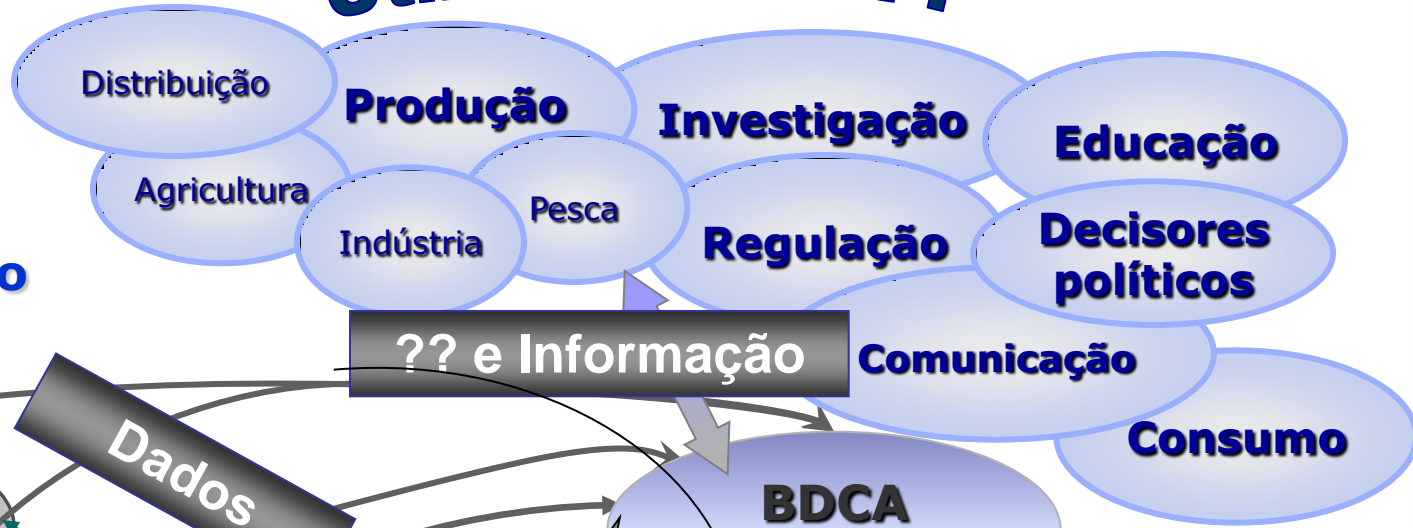 Distribuição
Produção
Investigação
Educação
Agricultura
Indústria
Pesca
Regulação
Decisores
políticos
o
?? e Informação
Comunicação
Consumo
Dados
BDCA